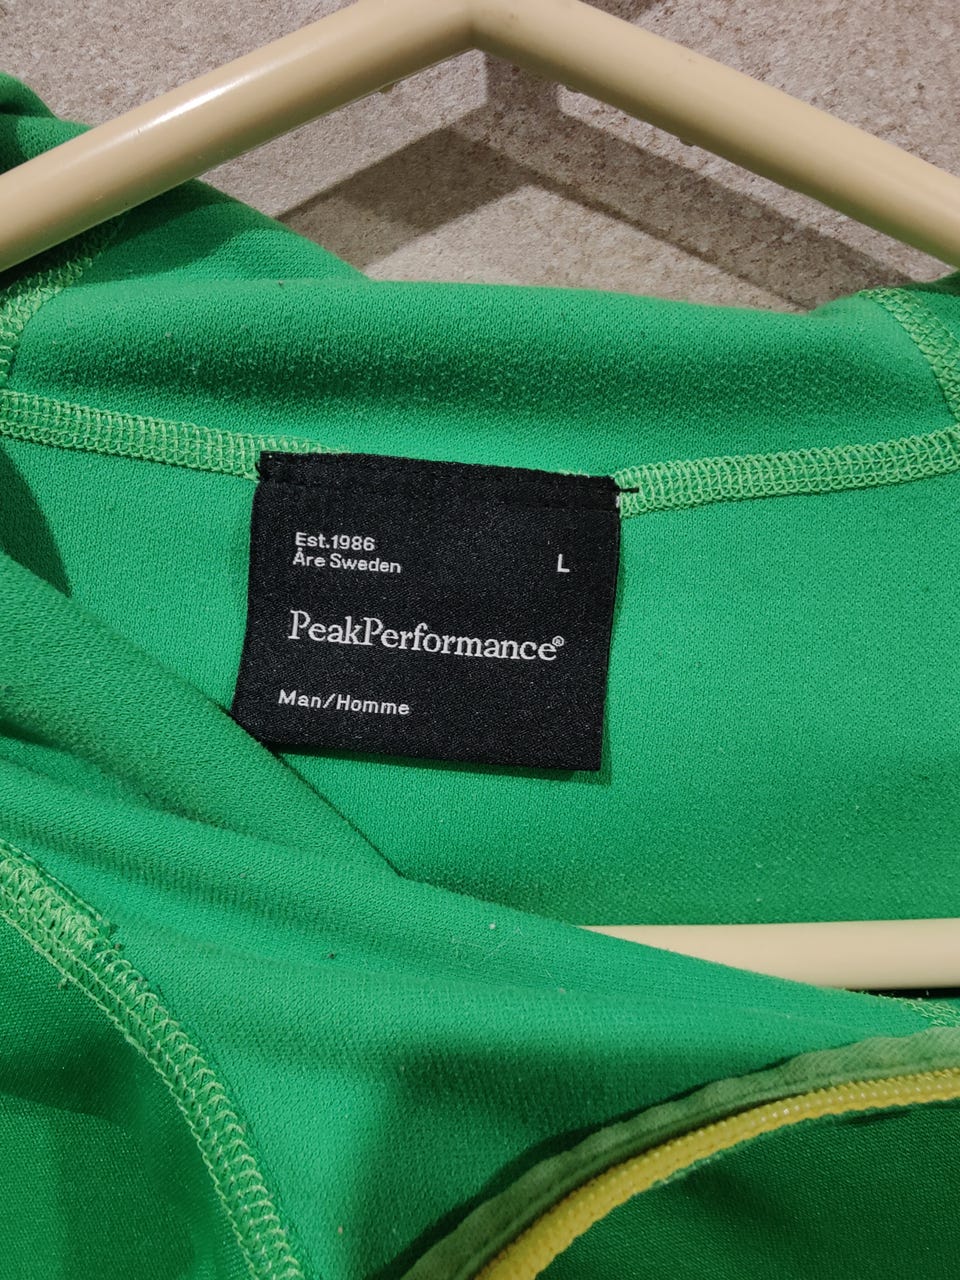 Est.1986
Åre Sweden
L
PeakPerformance®
Man/Homme